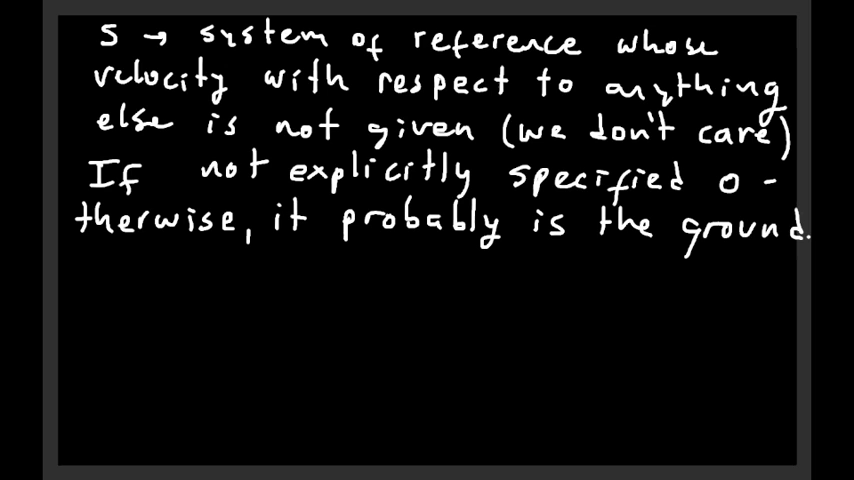 S → system of reference whose
velocity with respect to anything
else is not given (we don't care)
If not explicitly specified o-
therwise, it probably is the ground.